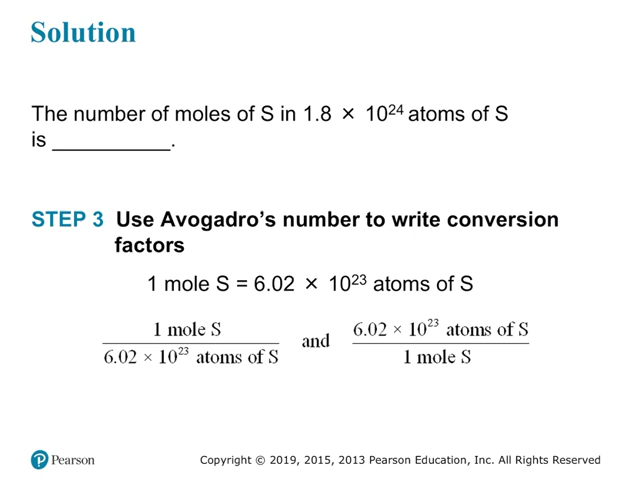 Solution
The number of moles of S in 1.8 × 10²⁴ atoms of S
is __________.
STEP 3 Use Avogadro’s number to write conversion
factors
1 mole S = 6.02 × 10²³ atoms of S
1 mole S / 6.02 × 10²³ atoms of S and 6.02 × 10²³ atoms of S / 1 mole S
Pearson
Copyright © 2019, 2015, 2013 Pearson Education, Inc. All Rights Reserved